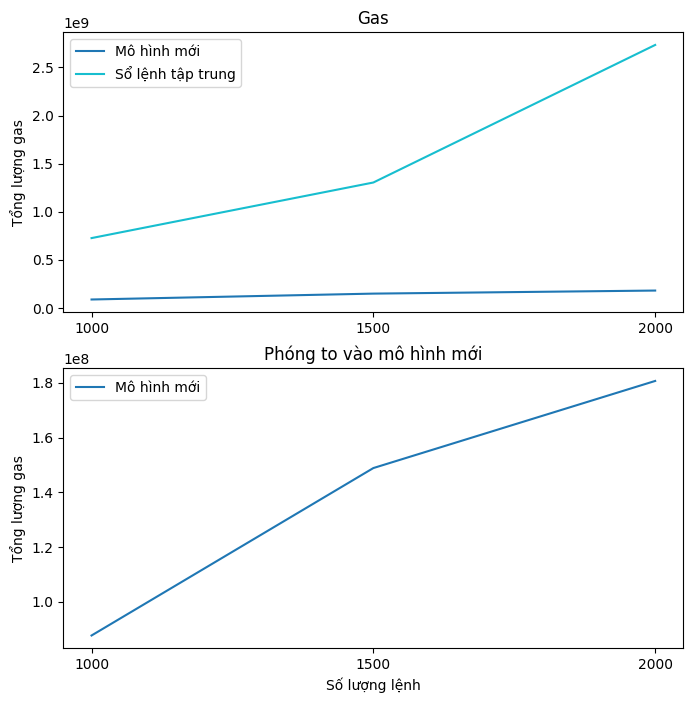 Gas
1e9
Mô hình mới
Sổ lệnh tập trung
Tổng lượng gas
2.5
2.0
1.5
1.0
0.5
0.0
1000 1500 2000
Phóng to vào mô hình mới
1e8
Mô hình mới
Tổng lượng gas
1.8
1.6
1.4
1.2
1.0
1000 1500 2000
Số lượng lệnh